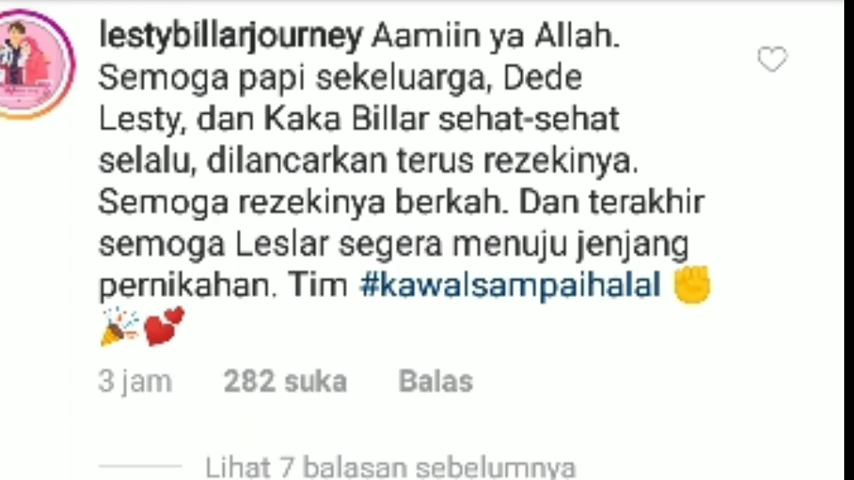 lestybillarjourney Aamiin ya Allah.
Semoga papi sekeluarga, Dede
Lesty, dan Kaka Billar sehat-sehat
selalu, dilancarkan terus rezekinya.
Semoga rezekinya berkah. Dan terakhir
semoga Leslar segera menuju jenjang
pernikahan. Tim #kawalsampaihalal ✊
🎉💕
3 jam 282 suka Balas
Lihat 7 balasan sebelumnya